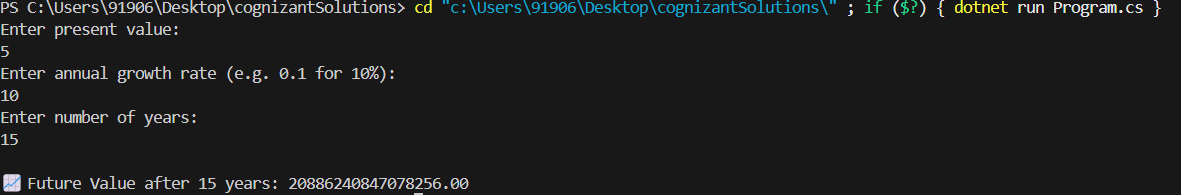 PS C:\Users\91906\Desktop\cognizantSolutions> cd "c:\Users\91906\Desktop\cognizantSolutions\" ; if ($?) { dotnet run Program.cs }
Enter present value:
5
Enter annual growth rate (e.g. 0.1 for 10%):
10
Enter number of years:
15
📈 Future Value after 15 years: 20886240847078256.00